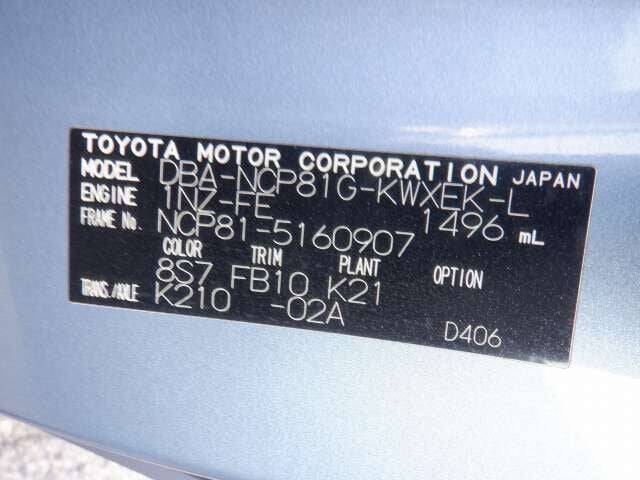 TOYOTA MOTOR CORPORATION JAPAN
MODEL DBA-NCP81G-KWXEK-L
ENGINE 1NZ-FE 1496 mL
FRAME No. NCP81-5160907
COLOR TRIM PLANT OPTION
8S7 FB10 K21
TRANS./AXLE K210 -02A
D406